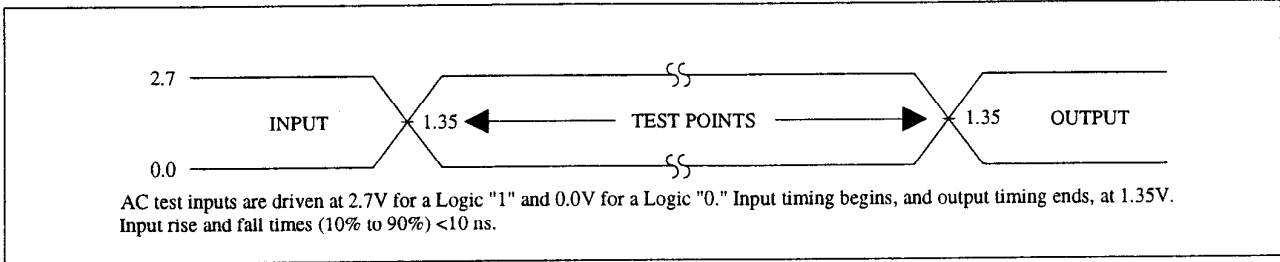 2.7
INPUT 1.35 TEST POINTS 1.35 OUTPUT
0.0
AC test inputs are driven at 2.7V for a Logic "1" and 0.0V for a Logic "0." Input timing begins, and output timing ends, at 1.35V.
Input rise and fall times (10% to 90%) <10 ns.